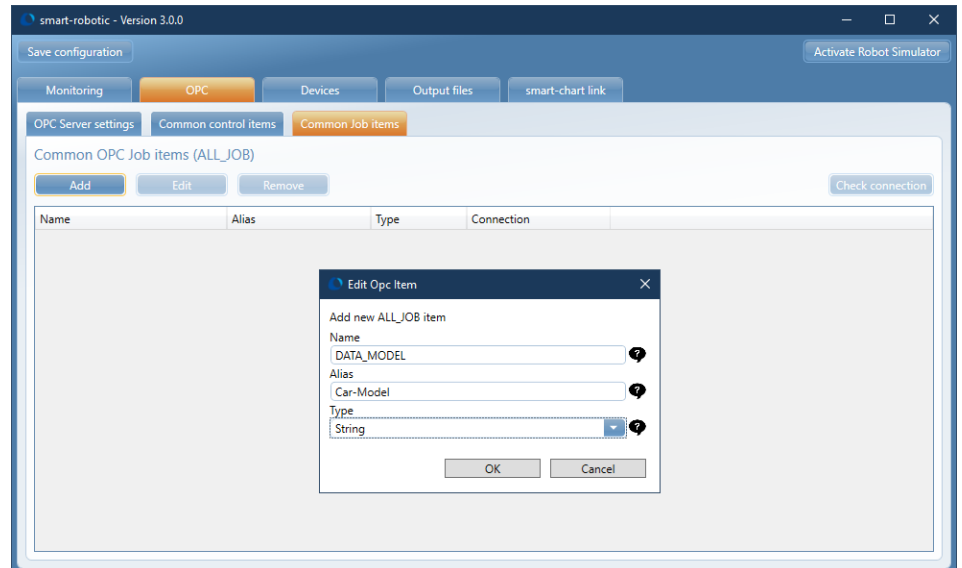 smart-robotic - Version 3.0.0
Save configuration Activate Robot Simulator
Monitoring OPC Devices Output files smart-chart link
OPC Server settings Common control items Common Job items
Common OPC Job items (ALL_JOB)
Add Edit Remove Check connection
Name Alias Type Connection
Edit Opc Item
Add new ALL_JOB item
Name
DATA_MODEL
Alias
Car-Model
Type
String
OK Cancel